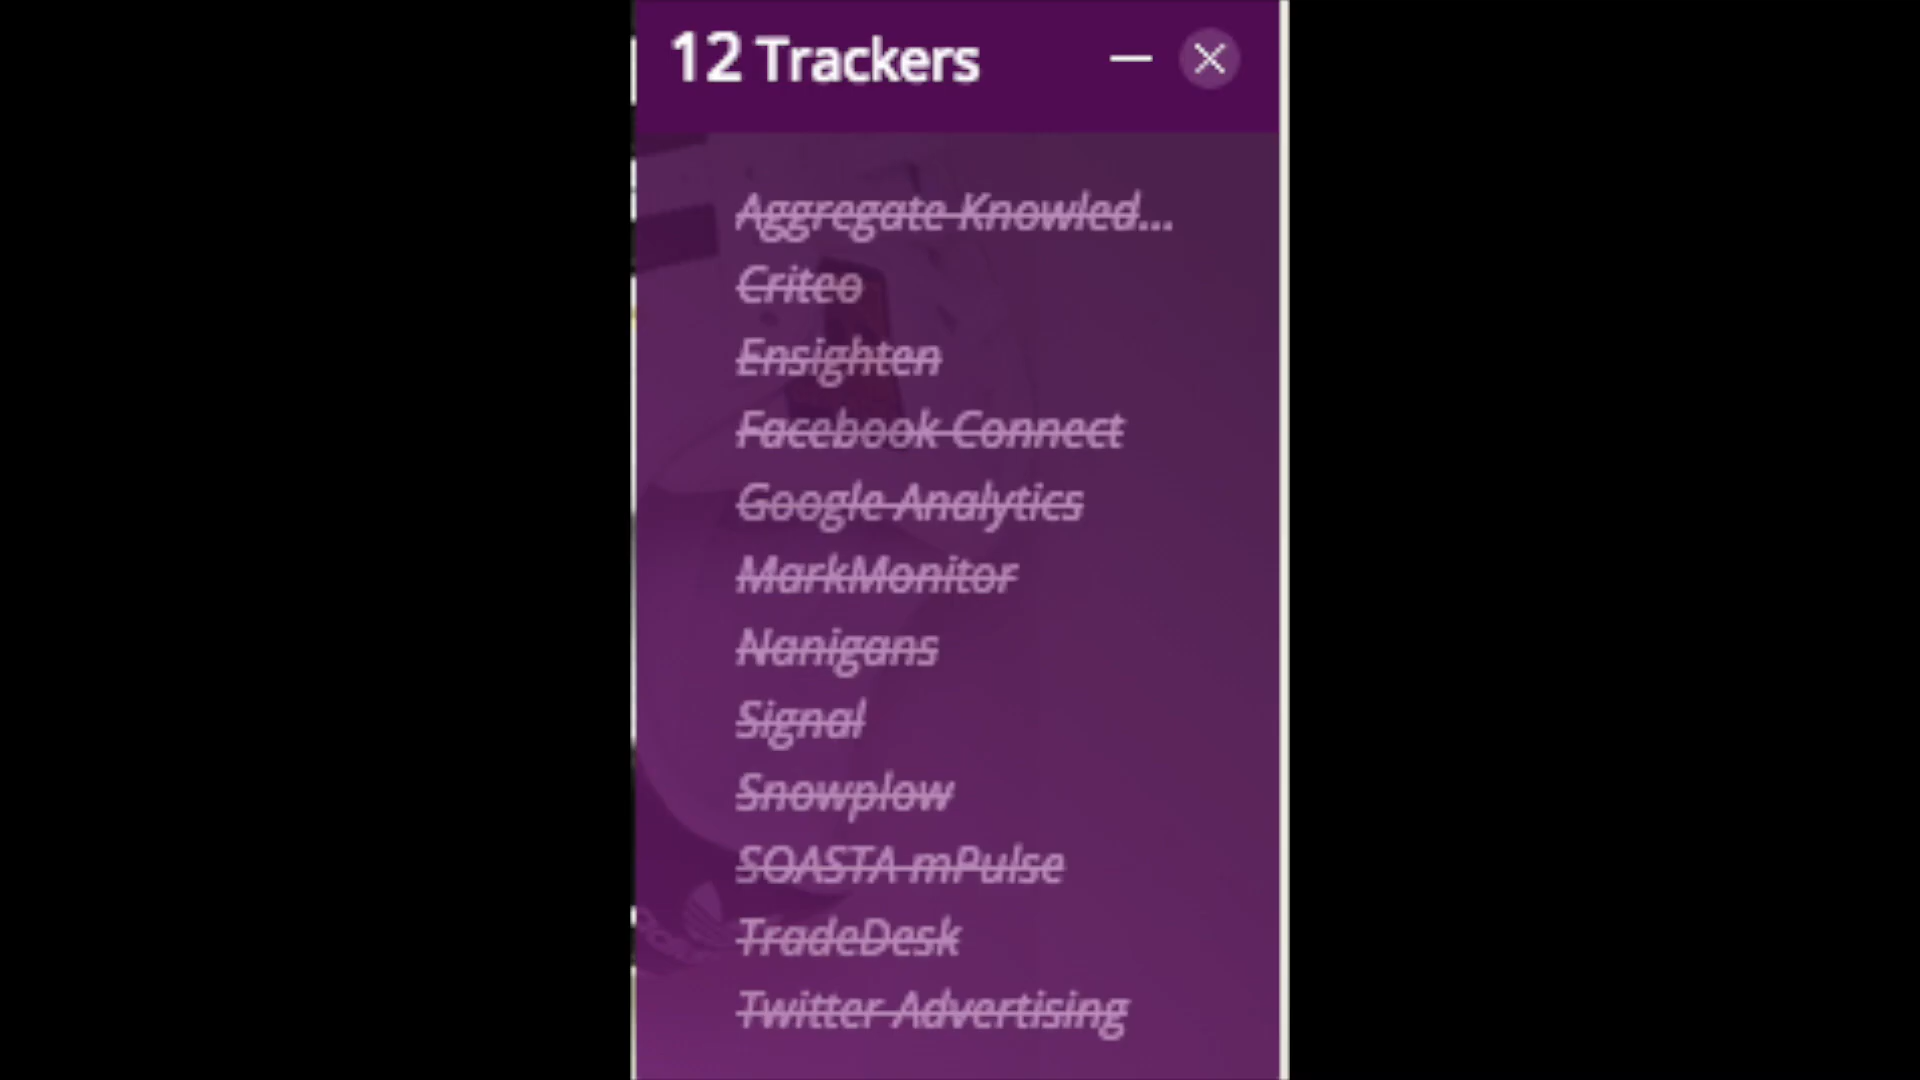 12 Trackers
Aggregate Knowled...
Criteo
Ensighten
Facebook Connect
Google Analytics
MarkMonitor
Nanigans
Signal
Snowplow
SOASTA mPulse
TradeDesk
Twitter Advertising